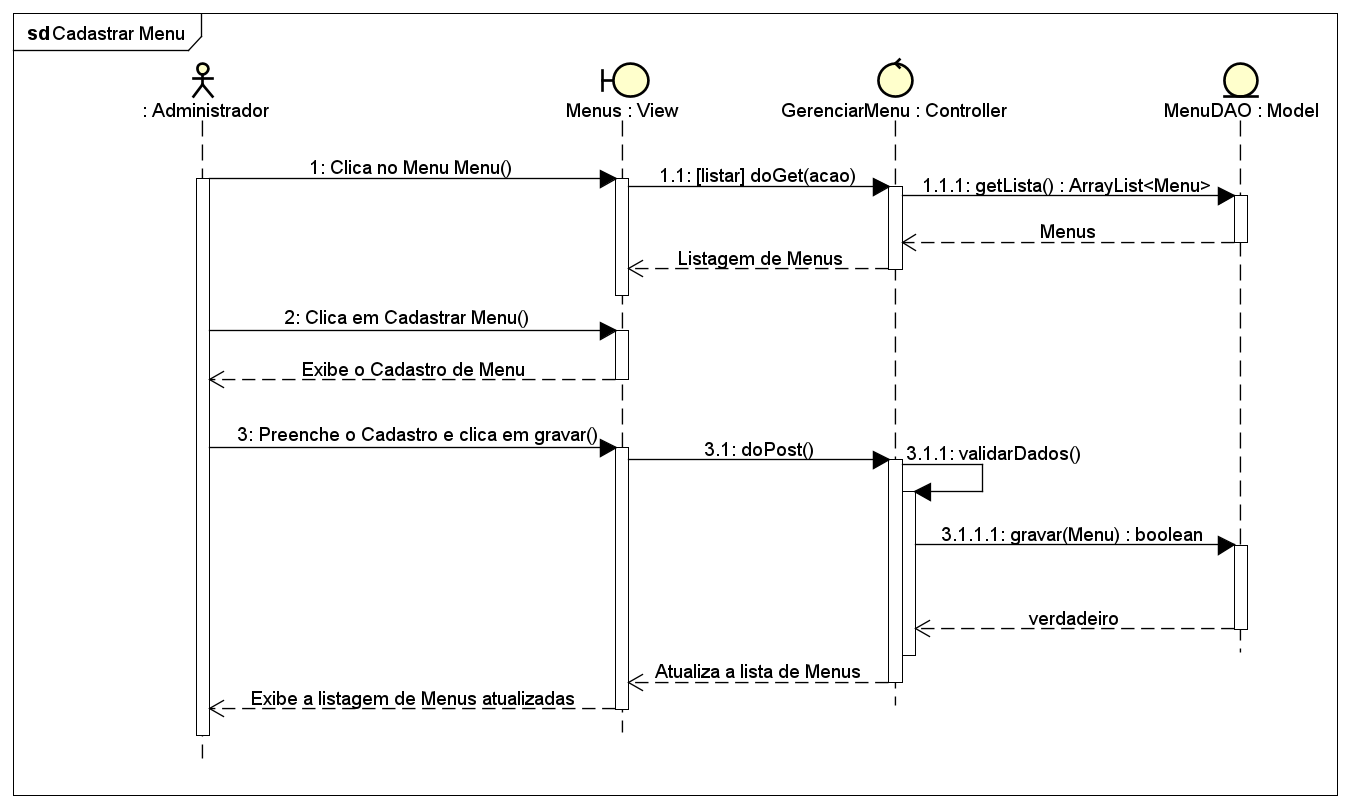 sd Cadastrar Menu
: Administrador
Menus : View
GerenciarMenu : Controller
MenuDAO : Model
1: Clica no Menu Menu()
1.1: [listar] doGet(acao)
1.1.1: getLista() : ArrayList<Menu>
Menus
Listagem de Menus
2: Clica em Cadastrar Menu()
Exibe o Cadastro de Menu
3: Preenche o Cadastro e clica em gravar()
3.1: doPost()
3.1.1: validarDados()
3.1.1.1: gravar(Menu) : boolean
verdadeiro
Atualiza a lista de Menus
Exibe a listagem de Menus atualizadas